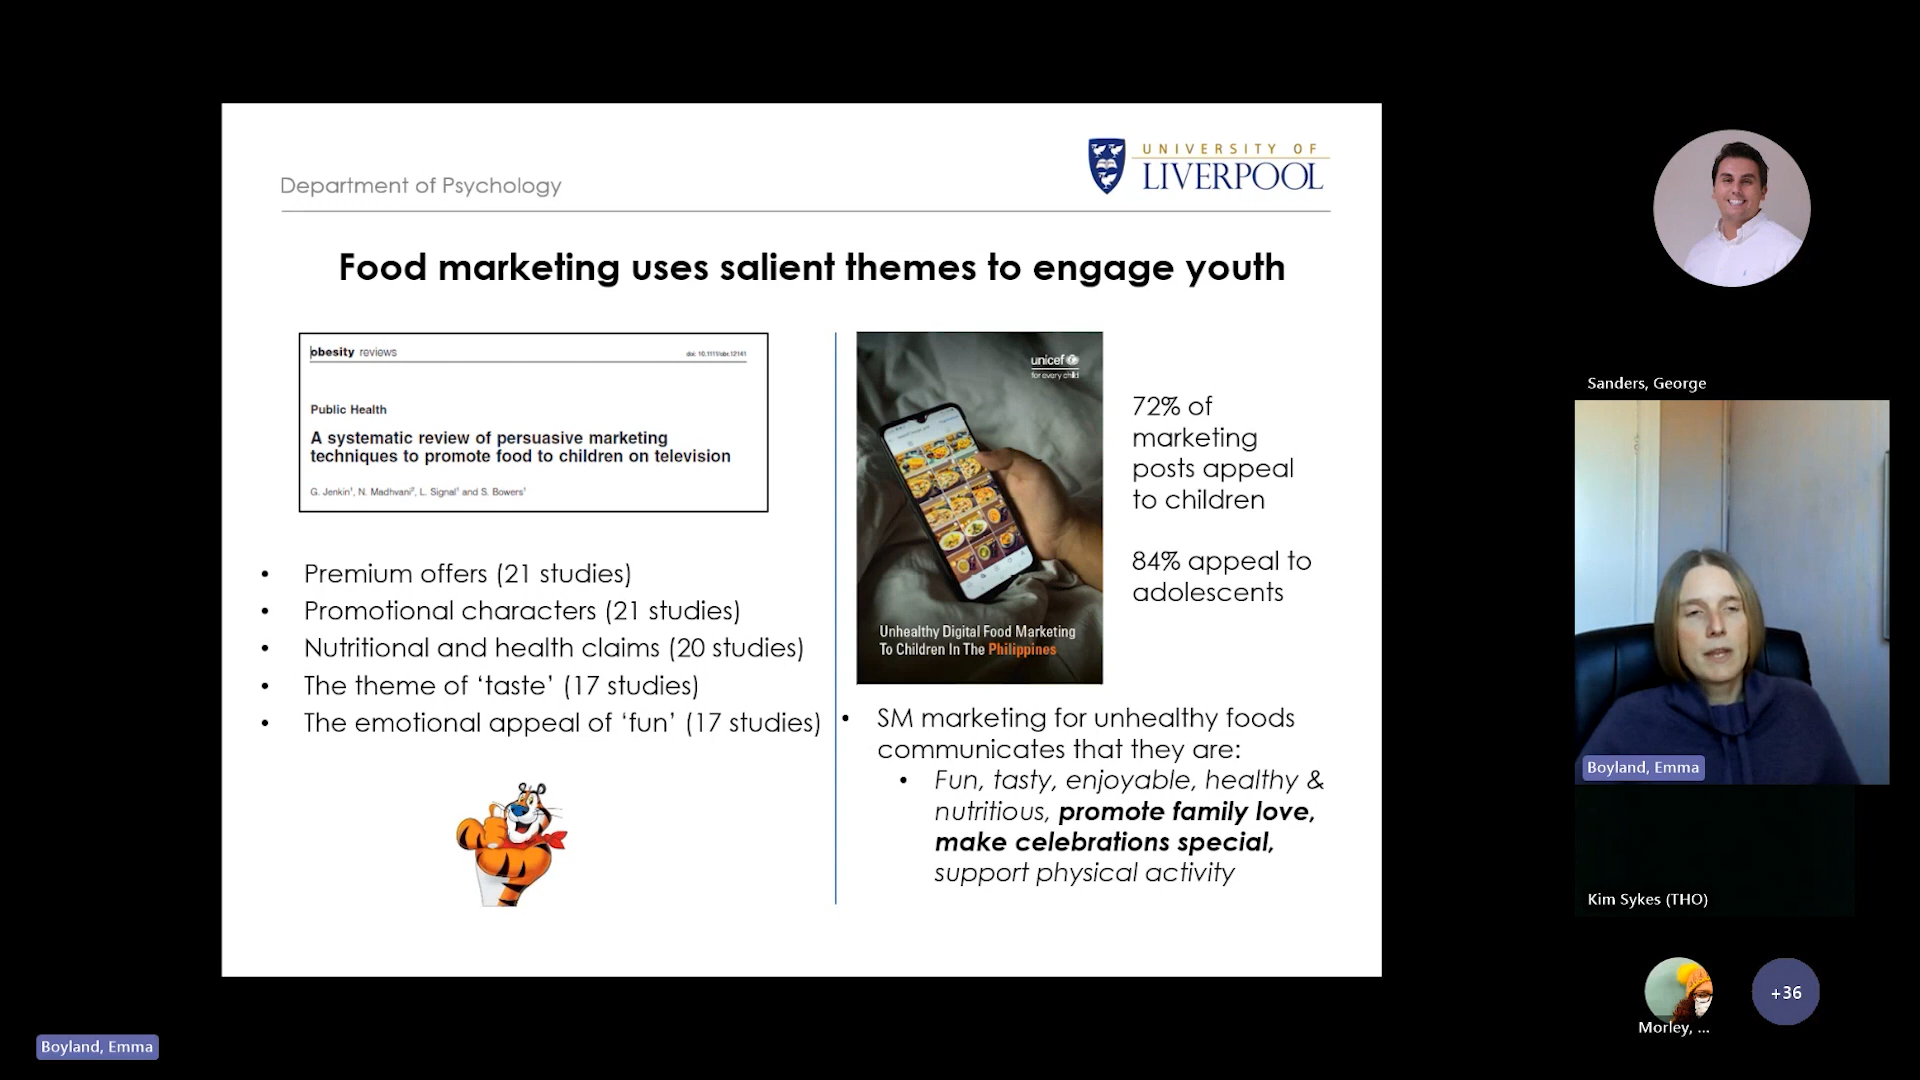 Department of Psychology
UNIVERSITY OF
LIVERPOOL
Food marketing uses salient themes to engage youth
obesity reviews
doi: 10.1111/obr.12141
Public Health
A systematic review of persuasive marketing
techniques to promote food to children on television
G. Jenkin¹, N. Madhvani², L. Signal¹ and S. Bowers¹
• Premium offers (21 studies)
• Promotional characters (21 studies)
• Nutritional and health claims (20 studies)
• The theme of ‘taste’ (17 studies)
• The emotional appeal of ‘fun’ (17 studies)
unicef
for every child
Unhealthy Digital Food Marketing
To Children In The Philippines
72% of
marketing
posts appeal
to children
84% appeal to
adolescents
• SM marketing for unhealthy foods
communicates that they are:
• Fun, tasty, enjoyable, healthy &
nutritious, promote family love,
make celebrations special,
support physical activity
Sanders, George
Boyland, Emma
Kim Sykes (THO)
Morley, ...
+36
Boyland, Emma